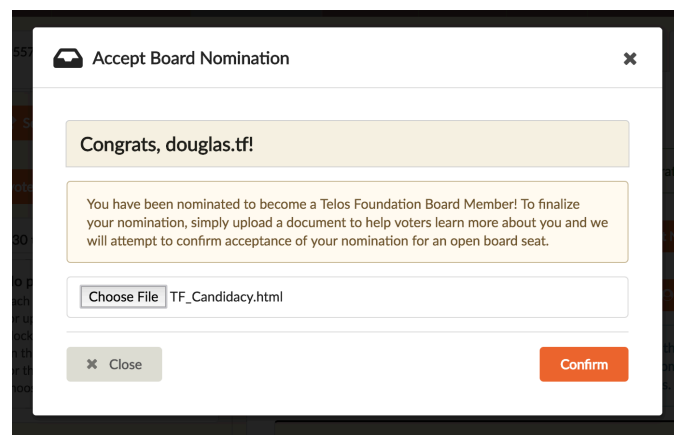 Accept Board Nomination
Congrats, douglas.tf!
You have been nominated to become a Telos Foundation Board Member! To finalize
your nomination, simply upload a document to help voters learn more about you and we
will attempt to confirm acceptance of your nomination for an open board seat.
Choose File TF_Candidacy.html
Close Confirm